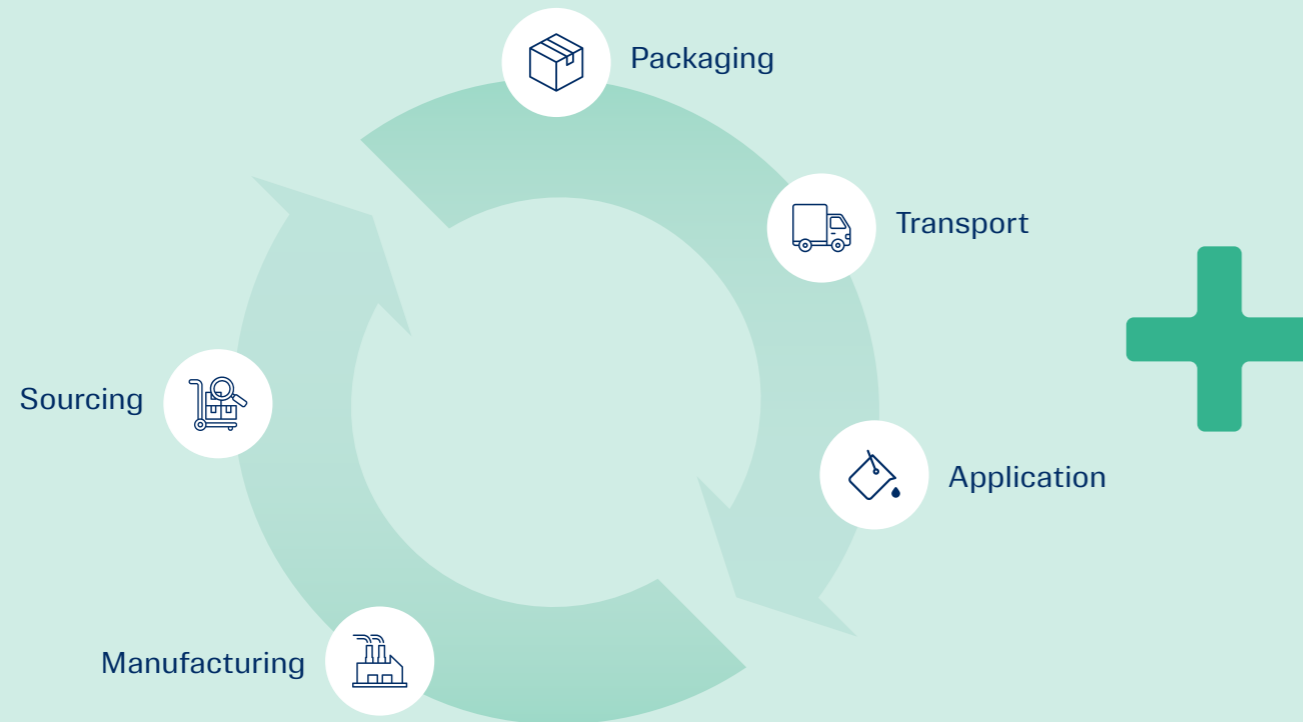 Packaging
Transport
Sourcing
Application
Manufacturing